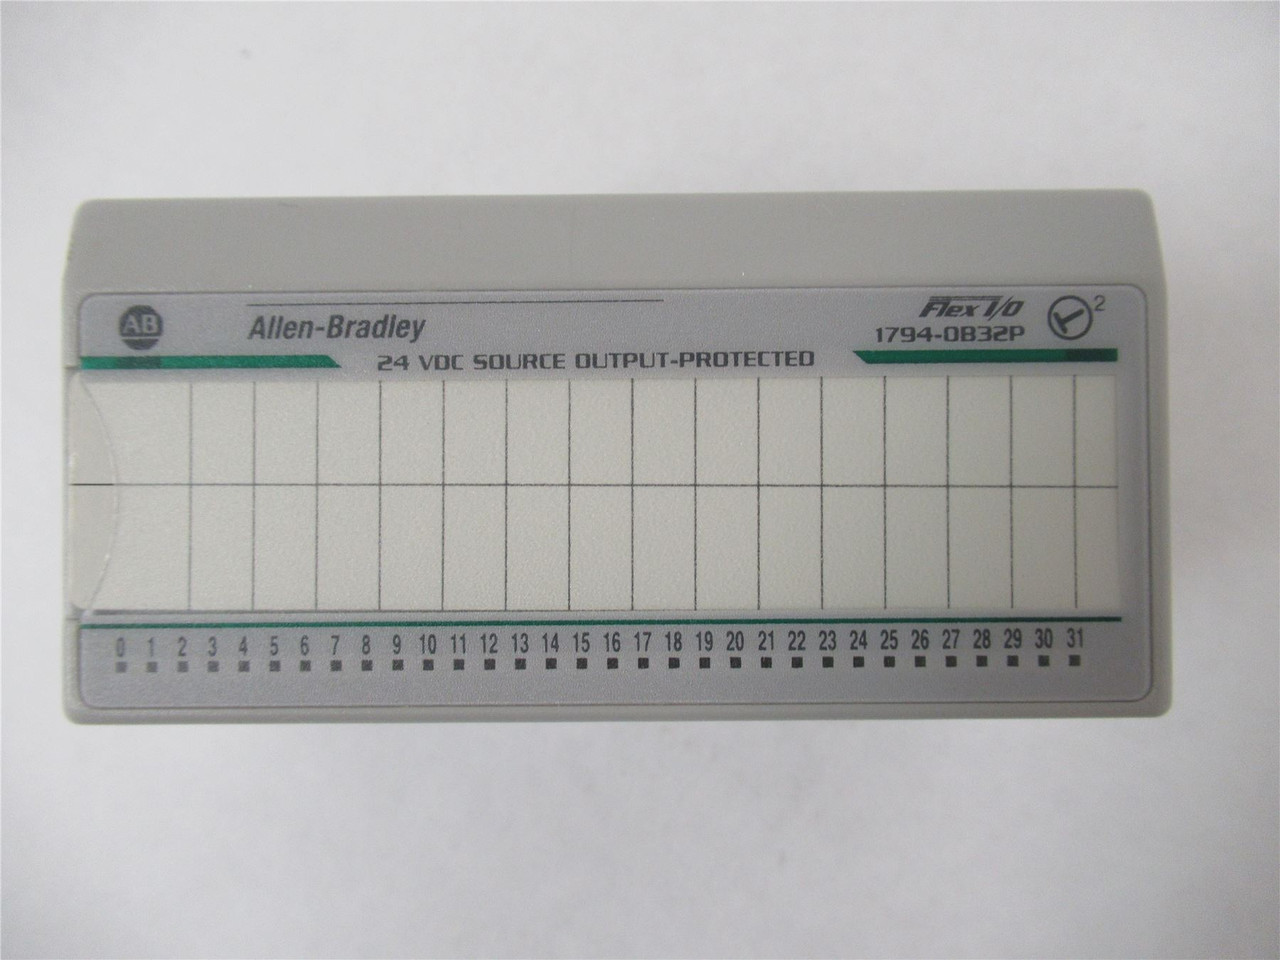 AB
Allen-Bradley
Flex I/O
2
1794-OB32P
24 VDC SOURCE OUTPUT-PROTECTED
0 1 2 3 4 5 6 7 8 9 10 11 12 13 14 15 16 17 18 19 20 21 22 23 24 25 26 27 28 29 30 31